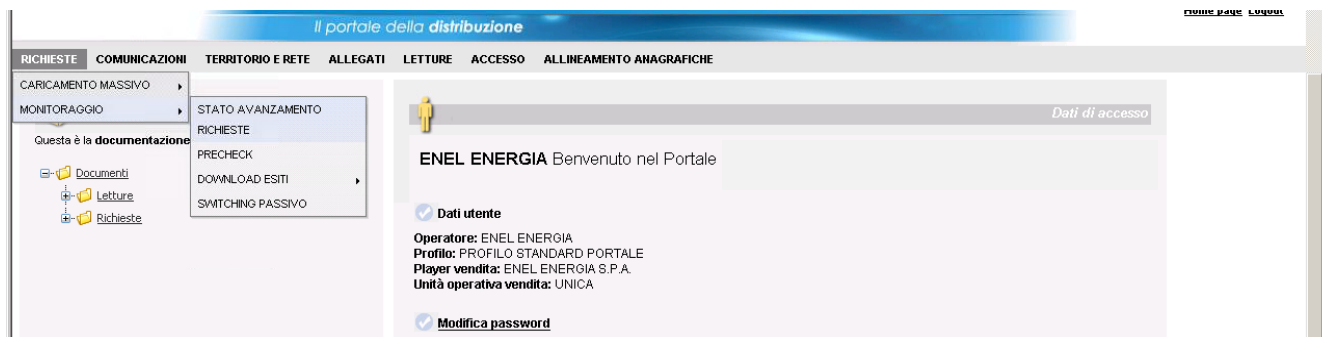 Home page Logout
Il portale della distribuzione
RICHIESTE COMUNICAZIONI TERRITORIO E RETE ALLEGATI LETTURE ACCESSO ALLINEAMENTO ANAGRAFICHE
CARICAMENTO MASSIVO
MONITORAGGIO
STATO AVANZAMENTO
RICHIESTE
PRECHECK
DOWNLOAD ESITI
SWITCHING PASSIVO
Questa è la documentazione
Documenti
Letture
Richieste
Dati di accesso
ENEL ENERGIA Benvenuto nel Portale
Dati utente
Operatore: ENEL ENERGIA
Profilo: PROFILO STANDARD PORTALE
Player vendita: ENEL ENERGIA S.P.A.
Unità operativa vendita: UNICA
Modifica password